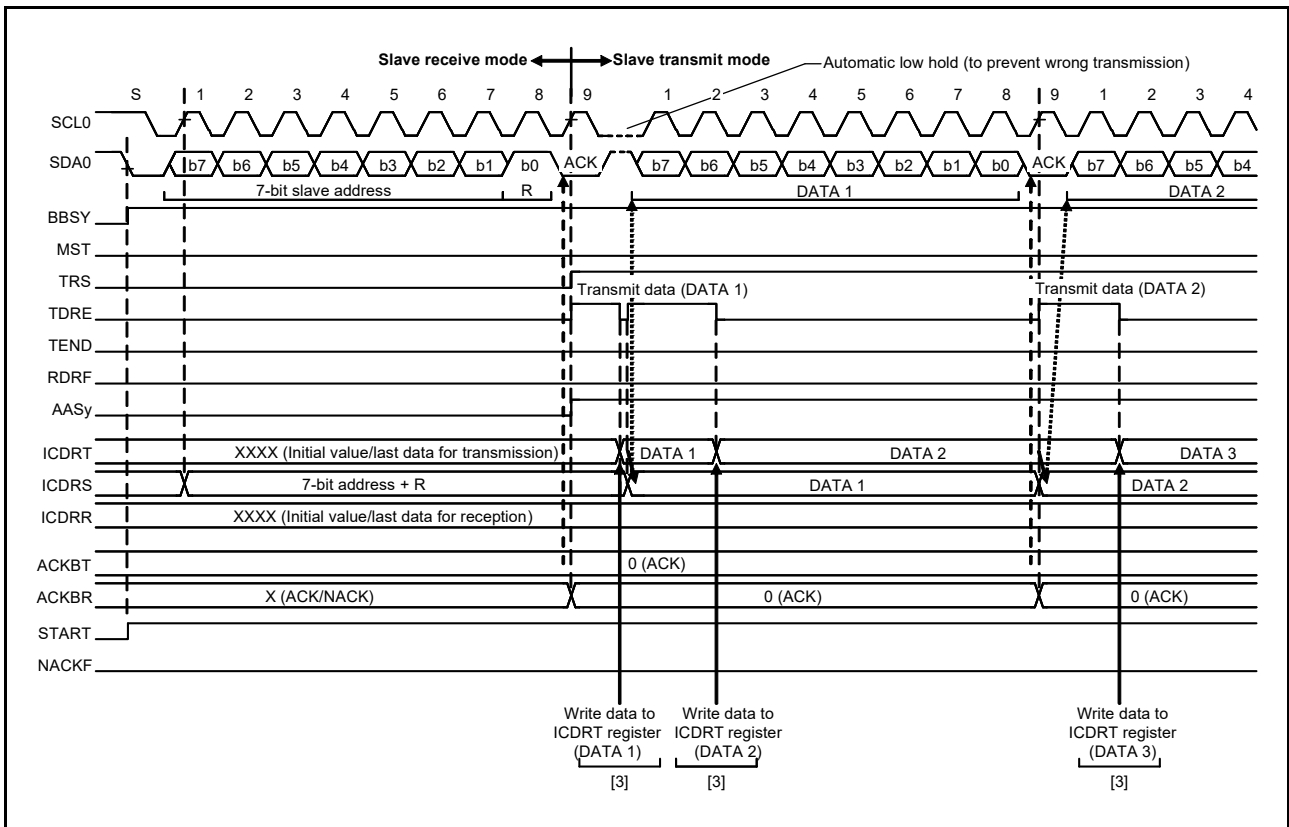 Slave receive mode Slave transmit mode
Automatic low hold (to prevent wrong transmission)
S 1 2 3 4 5 6 7 8 9 1 2 3 4 5 6 7 8 9 1 2 3 4
SCL0
SDA0 b7 b6 b5 b4 b3 b2 b1 b0 ACK b7 b6 b5 b4 b3 b2 b1 b0 ACK b7 b6 b5 b4
7-bit slave address R DATA 1 DATA 2
BBSY
MST
TRS
Transmit data (DATA 1) Transmit data (DATA 2)
TDRE
TEND
RDRF
AASy
ICDRT XXXX (Initial value/last data for transmission) DATA 1 DATA 2 DATA 3
ICDRS 7-bit address + R DATA 1 DATA 2
ICDRR XXXX (Initial value/last data for reception)
ACKBT 0 (ACK)
ACKBR X (ACK/NACK) 0 (ACK) 0 (ACK)
START
NACKF
Write data to Write data to Write data to
ICDRT register ICDRT register ICDRT register
(DATA 1) (DATA 2) (DATA 3)
[3] [3] [3]